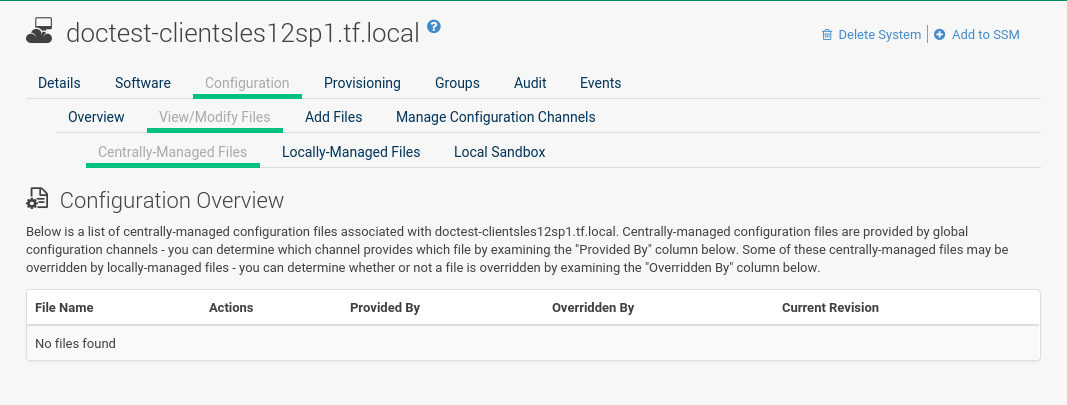 doctest-clientsles12sp1.tf.local ?
Delete System | Add to SSM
Details Software Configuration Provisioning Groups Audit Events
Overview View/Modify Files Add Files Manage Configuration Channels
Centrally-Managed Files Locally-Managed Files Local Sandbox
Configuration Overview
Below is a list of centrally-managed configuration files associated with doctest-clientsles12sp1.tf.local. Centrally-managed configuration files are provided by global
configuration channels - you can determine which channel provides which file by examining the "Provided By" column below. Some of these centrally-managed files may be
overridden by locally-managed files - you can determine whether or not a file is overridden by examining the "Overridden By" column below.
File Name Actions Provided By Overridden By Current Revision
No files found